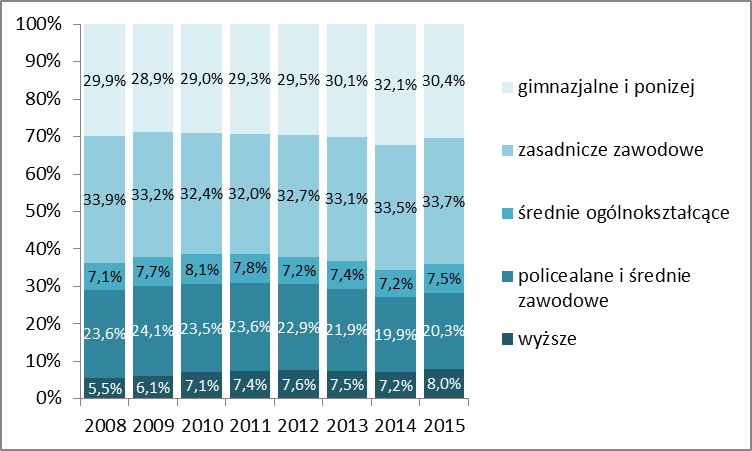 100%
90%
80%
70%
60%
50%
40%
30%
20%
10%
0%
29,9% 28,9% 29,0% 29,3% 29,5% 30,1% 32,1% 30,4%
33,9% 33,2% 32,4% 32,0% 32,7% 33,1% 33,5% 33,7%
7,1% 7,7% 8,1% 7,8% 7,2% 7,4% 7,2% 7,5%
23,6% 24,1% 23,5% 23,6% 22,9% 21,9% 19,9% 20,3%
5,5% 6,1% 7,1% 7,4% 7,6% 7,5% 7,2% 8,0%
2008 2009 2010 2011 2012 2013 2014 2015
gimnazjalne i ponizej
zasadnicze zawodowe
średnie ogólnokształcące
policealane i średnie
zawodowe
wyższe